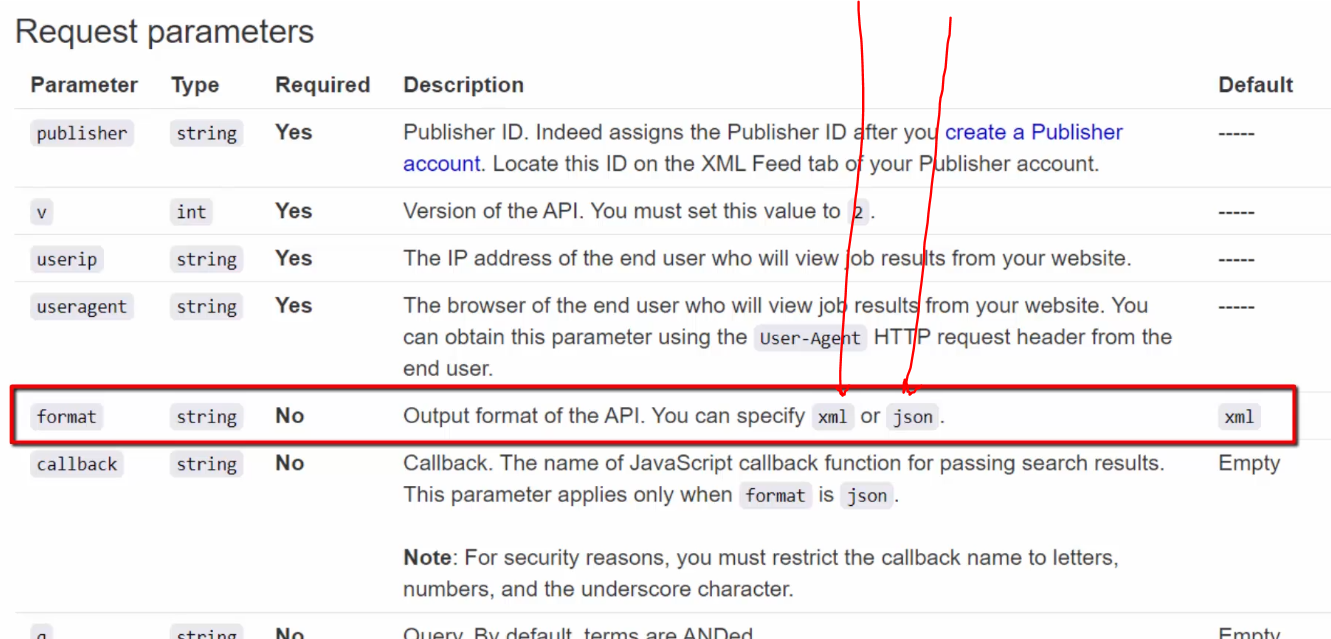 Request parameters
Parameter Type Required Description Default
publisher string Yes Publisher ID. Indeed assigns the Publisher ID after you create a Publisher -----
account. Locate this ID on the XML Feed tab of your Publisher account.
v int Yes Version of the API. You must set this value to 2 . -----
userip string Yes The IP address of the end user who will view job results from your website. -----
useragent string Yes The browser of the end user who will view job results from your website. You -----
can obtain this parameter using the User-Agent HTTP request header from the
end user.
format string No Output format of the API. You can specify xml or json . xml
callback string No Callback. The name of JavaScript callback function for passing search results. Empty
This parameter applies only when format is json .
Note: For security reasons, you must restrict the callback name to letters,
numbers, and the underscore character.
q string No Query. By default, terms are ANDed Empty